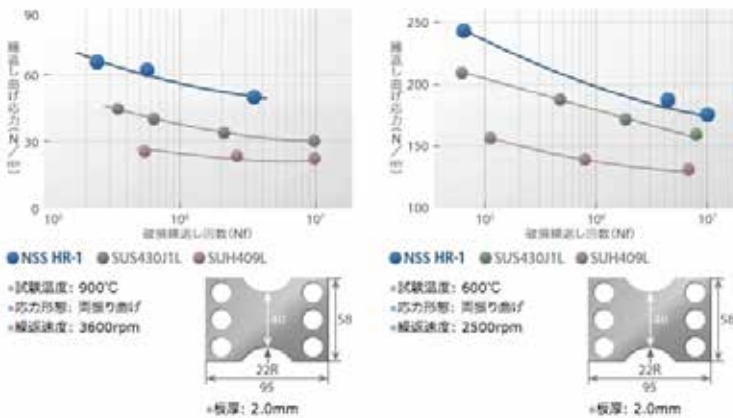 90
60
30
0
繰返し曲げ応力(N/㎟)
10⁵ 10⁶ 10⁷
破損繰返し回数(Nf)
NSS HR-1 SUS430J1L SUH409L
•試験温度: 900℃
•応力形態: 両振り曲げ
•繰返速度: 3600rpm
40
58
22R
95
•板厚: 2.0mm
250
200
150
100
繰返し曲げ応力(N/㎟)
10⁵ 10⁶ 10⁷
破損繰返し回数(Nf)
NSS HR-1 SUS430J1L SUH409L
•試験温度: 600℃
•応力形態: 両振り曲げ
•繰返速度: 2500rpm
40
58
22R
95
•板厚: 2.0mm